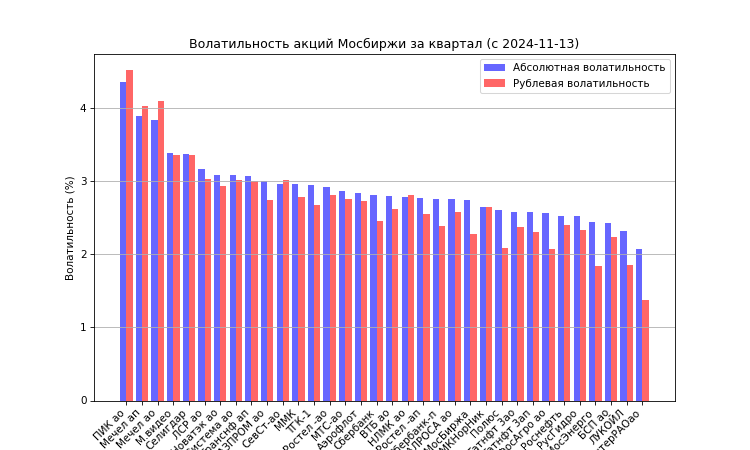 Волатильность акций Мосбиржи за квартал (с 2024-11-13)
Абсолютная волатильность
Рублевая волатильность
Волатильность (%)
4
3
2
1
0
ПИК ао
Мечел ап
Мечел ао
М.видео
Селигдар
ЛСР ао
Новатэк ао
Система ао
Транснф ап
ГАЗПРОМ ао
СевСт-ао
ММК
ТГК-1
Ростел -ао
МТС-ао
Аэрофлот
Сбербанк
ВТБ ао
НЛМК ао
Ростел -ап
Сбербанк-п
АЛРОСА ао
Мосбиржа
ГМКНорНик
Полюс
Татнфт 3ао
Татнфт 3ап
РосАгро ао
Роснефть
РусГидро
МосЭнерго
БСП ао
ЛУКОЙЛ